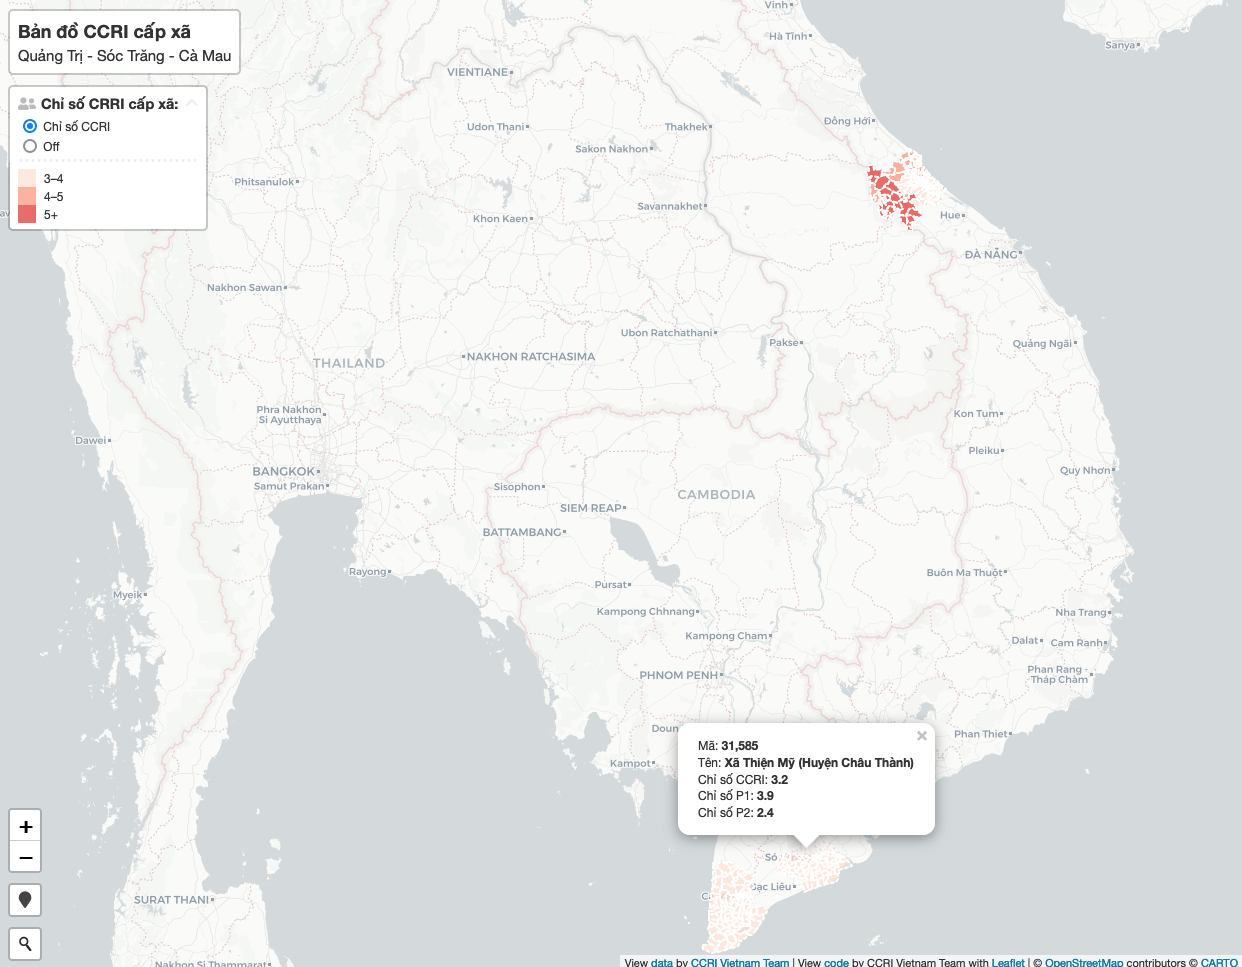 Bản đồ CCRI cấp xã
Quảng Trị - Sóc Trăng - Cà Mau
Chỉ số CRRI cấp xã:
Chỉ số CCRI
Off
3–4
4–5
5+
Vinh
Hà Tĩnh
Sanya
VIENTIANE
Udon Thani
Thakhek
Đông Hới
Sakon Nakhon
Phitsanulok
Savannakhet
Khon Kaen
Hue
ĐÀ NẴNG
Nakhon Sawan
Ubon Ratchathani
Pakse
Quảng Ngãi
THAILAND
NAKHON RATCHASIMA
Phra Nakhon
Si Ayutthaya
Kon Tum
Dawei
Pleiku
BANGKOK
Quy Nhơn
Samut Prakan
Sisophon
CAMBODIA
SIEM REAP
BATTAMBANG
Rayong
Buôn Ma Thuột
Pursat
Myeik
Kampong Chhnang
Nha Trang
Kampong Cham
Dalat
Cam Ranh
PHNOM PENH
Phan Rang -
Tháp Chàm
Doun
Phan Thiet
Kampot
Mã: 31,585
Tên: Xã Thiện Mỹ (Huyện Châu Thành)
Chỉ số CCRI: 3.2
Chỉ số P1: 3.9
Chỉ số P2: 2.4
+
−
Só
ạc Liêu
C
SURAT THANI
Nakhon Si Thammarat
View data by CCRI Vietnam Team | View code by CCRI Vietnam Team with Leaflet | © OpenStreetMap contributors © CARTO